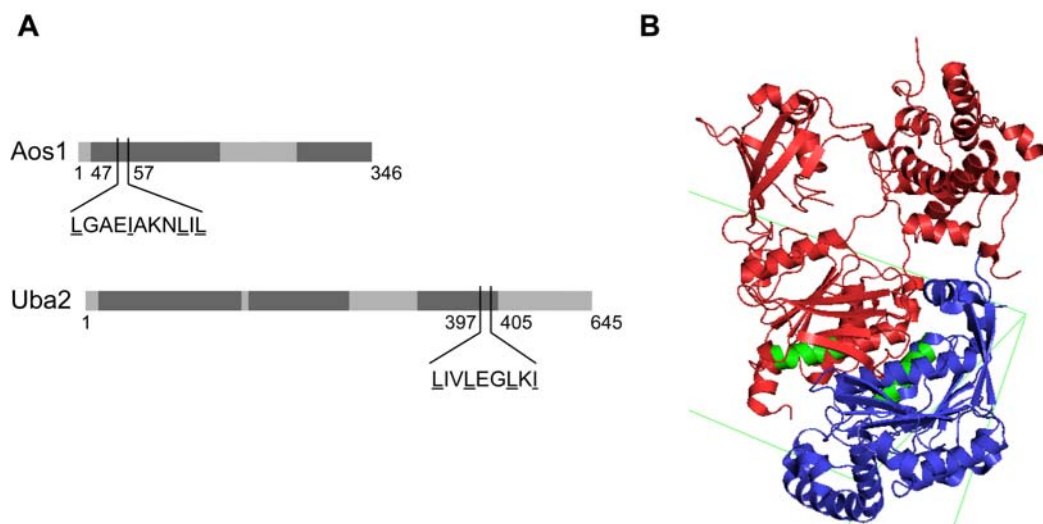 A
B
Aos1
1 47 57 346
LGAEIAKNLIL
Uba2
1 397 405 645
LIVLEGLKI